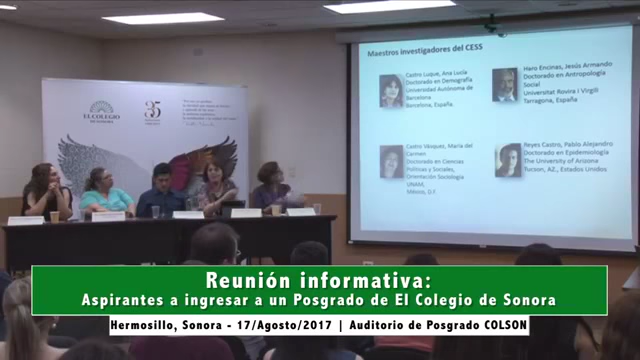 Maestros investigadores del CESS
Castro Luque, Ana Lucía
Doctorado en Demografía
Universidad Autónoma de
Barcelona
Barcelona, España.
Haro Encinas, Jesús Armando
Doctorado en Antropología
Social
Universitat Rovira i Virgili
Tarragona, España
Castro Vásquez, María del
Carmen
Doctorado en Ciencias
Políticas y Sociales,
Orientación Sociología
UNAM,
México, D.F.
Reyes Castro, Pablo Alejandro
Doctorado en Epidemiología
The University of Arizona
Tucson, AZ., Estados Unidos
EL COLEGIO
DE SONORA
35
Reunión informativa:
Aspirantes a ingresar a un Posgrado de El Colegio de Sonora
Hermosillo, Sonora - 17/Agosto/2017 | Auditorio de Posgrado COLSON